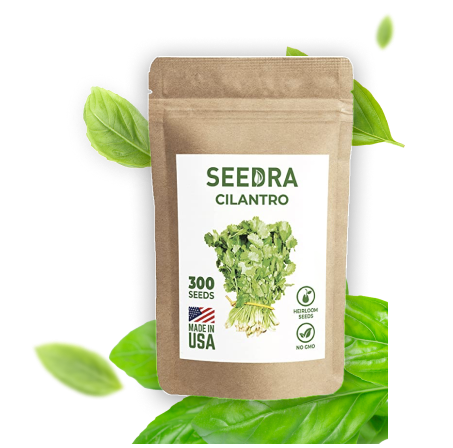 SEEDRA
CILANTRO
300
SEEDS
MADE IN
USA
HEIRLOOM
SEEDS
NO GMO